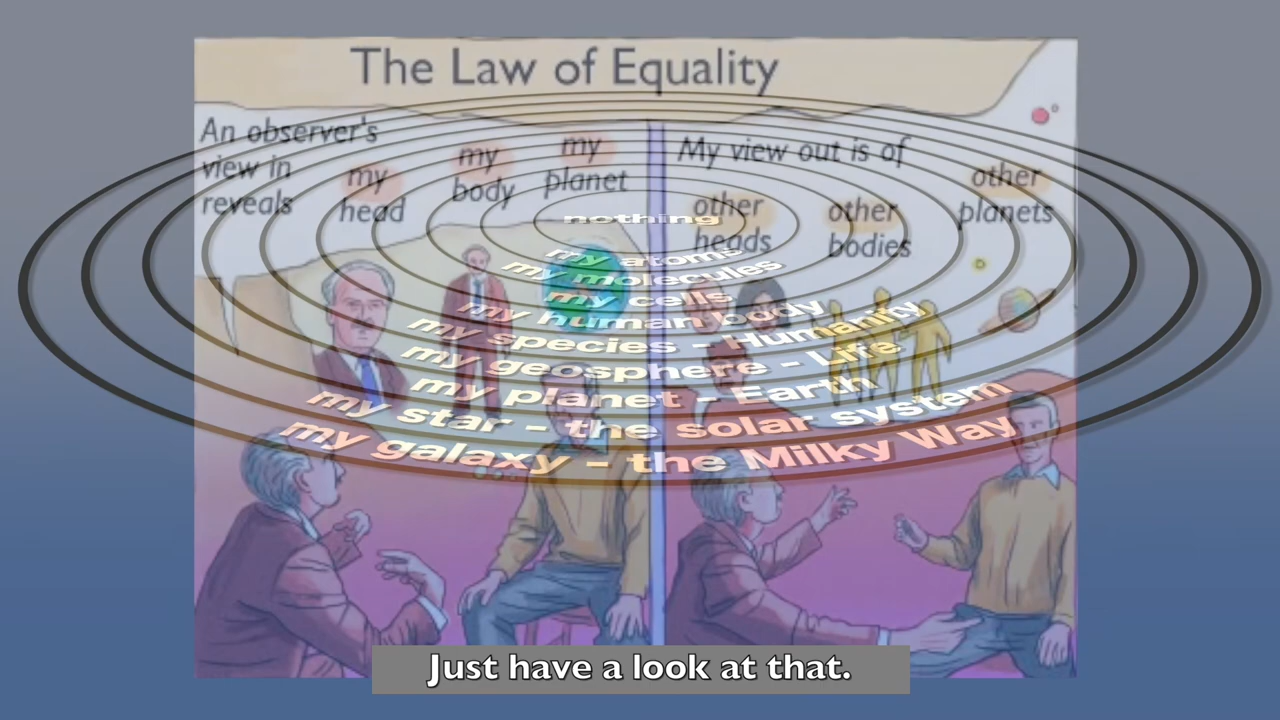 The Law of Equality
An observer's
view in
reveals
my
head
my
body
my
planet
My view out is of
other
heads
other
bodies
other
planets
nothing
my atoms
my molecules
my cells
my human body
my species - Humanity
my geosphere - Life
my planet - Earth
my star - the solar system
my galaxy - the Milky Way
Just have a look at that.